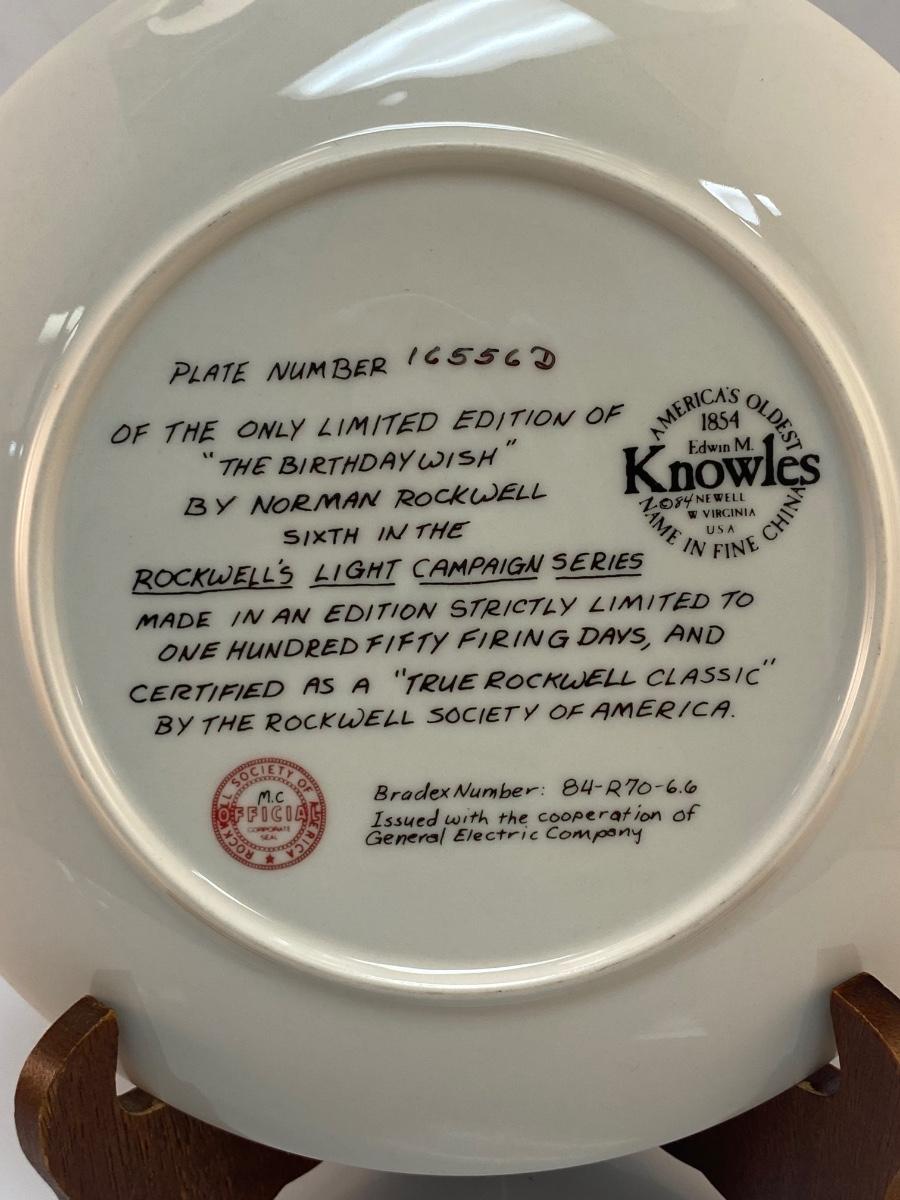 PLATE NUMBER 16556D
OF THE ONLY LIMITED EDITION OF
"THE BIRTHDAY WISH"
BY NORMAN ROCKWELL
SIXTH IN THE
ROCKWELL'S LIGHT CAMPAIGN SERIES
MADE IN AN EDITION STRICTLY LIMITED TO
ONE HUNDRED FIFTY FIRING DAYS, AND
CERTIFIED AS A "TRUE ROCKWELL CLASSIC"
BY THE ROCKWELL SOCIETY OF AMERICA.
AMERICA'S OLDEST
1854
Edwin M.
Knowles
©84 NEWELL
W VIRGINIA
USA
NAME IN FINE CHINA
ROCKWELL SOCIETY OF AMERICA
M.C
OFFICIAL
CORPORATE
SEAL
Bradex Number: 84-R70-6.6
Issued with the cooperation of
General Electric Company